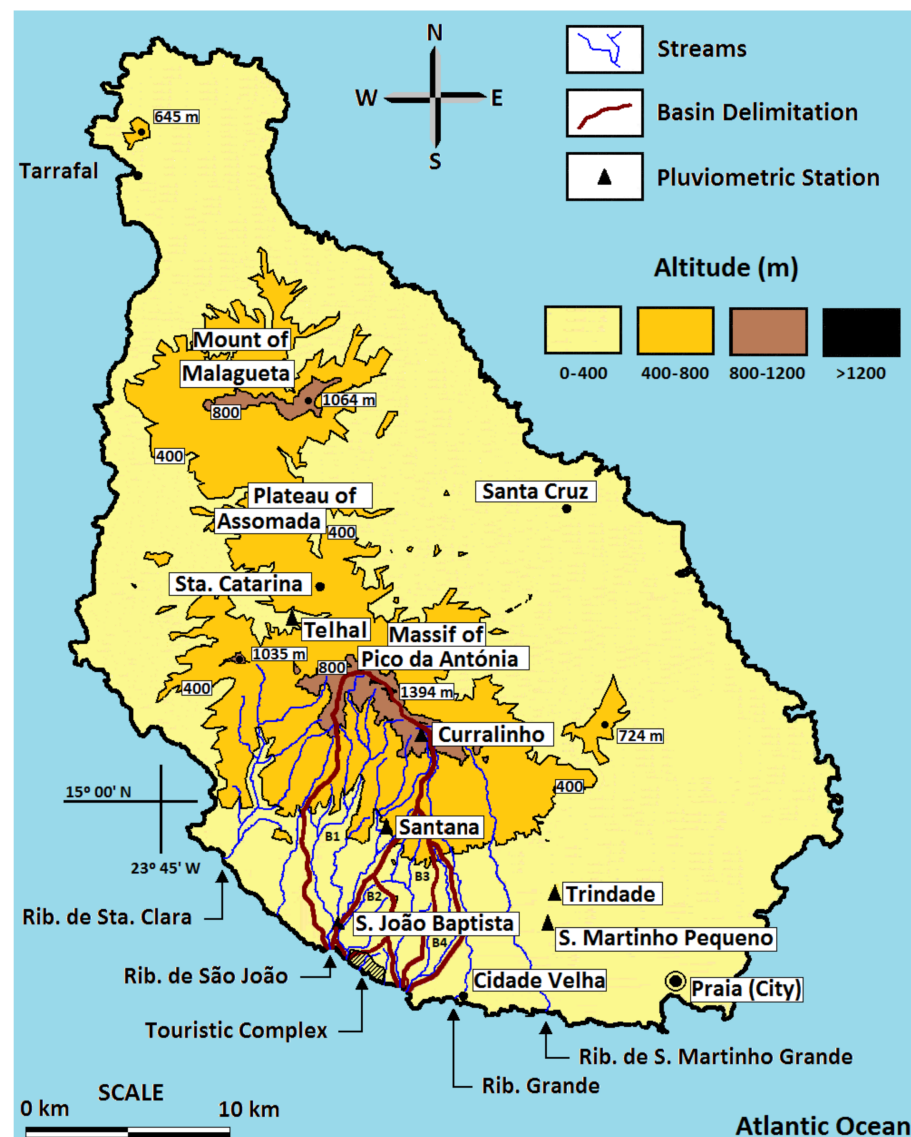 N
W E
S
Streams
Basin Delimitation
Pluviometric Station
Altitude (m)
0-400 400-800 800-1200 >1200
645 m
Tarrafal
Mount of
Malagueta
1064 m
800
400
Plateau of
Assomada
400
Santa Cruz
Sta. Catarina
Telhal
Massif of
Pico da Antónia
1035 m
800
400
1394 m
Curralinho
724 m
400
15º 00' N
23º 45' W
Santana
B1
B2
B3
B4
Trindade
S. João Baptista
S. Martinho Pequeno
Rib. de Sta. Clara
Rib. de São João
Cidade Velha
Praia (City)
Touristic Complex
Rib. de S. Martinho Grande
Rib. Grande
SCALE
0 km 10 km
Atlantic Ocean